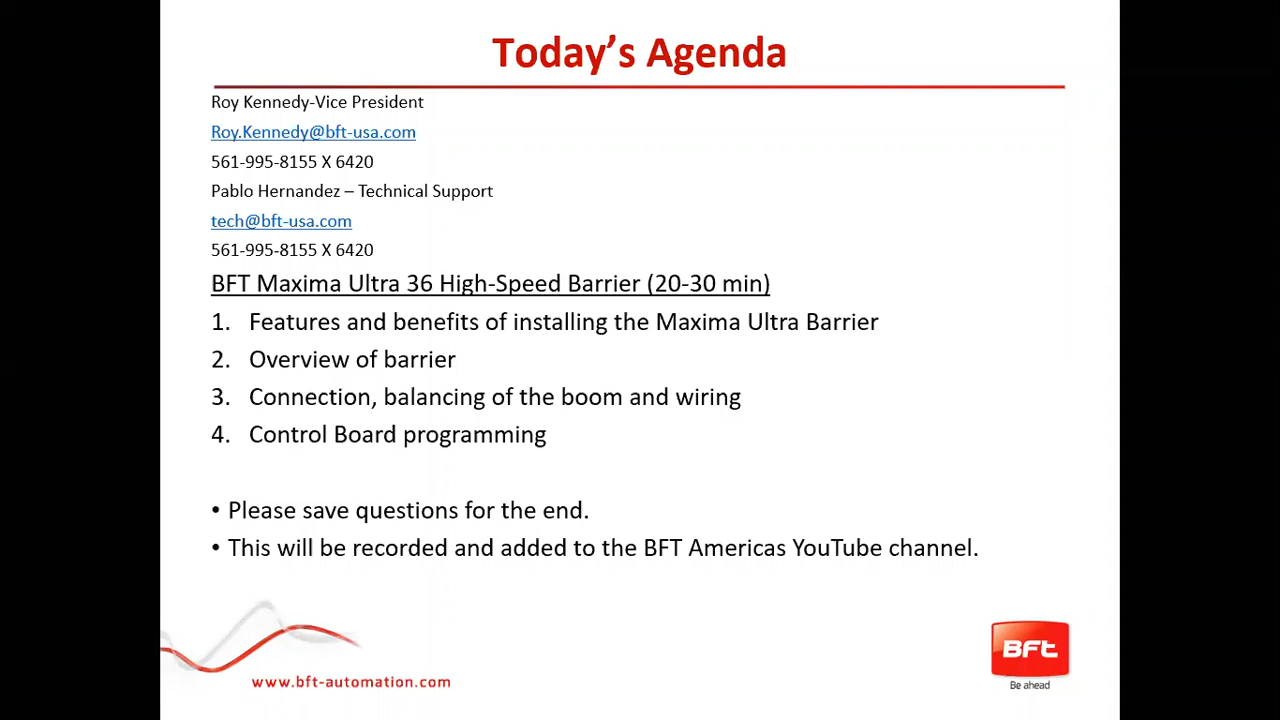 Today’s Agenda
Roy Kennedy-Vice President
Roy.Kennedy@bft-usa.com
561-995-8155 X 6420
Pablo Hernandez – Technical Support
tech@bft-usa.com
561-995-8155 X 6420
BFT Maxima Ultra 36 High-Speed Barrier (20-30 min)
1. Features and benefits of installing the Maxima Ultra Barrier
2. Overview of barrier
3. Connection, balancing of the boom and wiring
4. Control Board programming
• Please save questions for the end.
• This will be recorded and added to the BFT Americas YouTube channel.
www.bft-automation.com
BFt
Be ahead